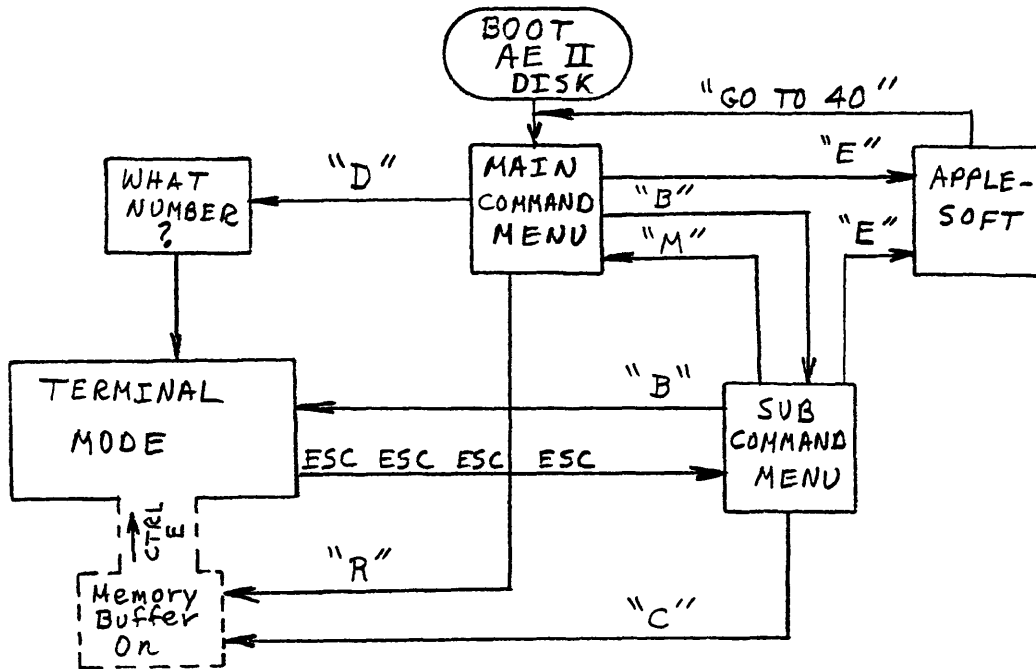 BOOT
AE II
DISK
"GO TO 40"
WHAT
NUMBER
?
"D"
MAIN
COMMAND
MENU
"E"
"B"
"M"
APPLE-
SOFT
"E"
TERMINAL
MODE
"B"
ESC ESC ESC ESC
SUB
COMMAND
MENU
CTRL
E
"R"
Memory
Buffer
On
"C"